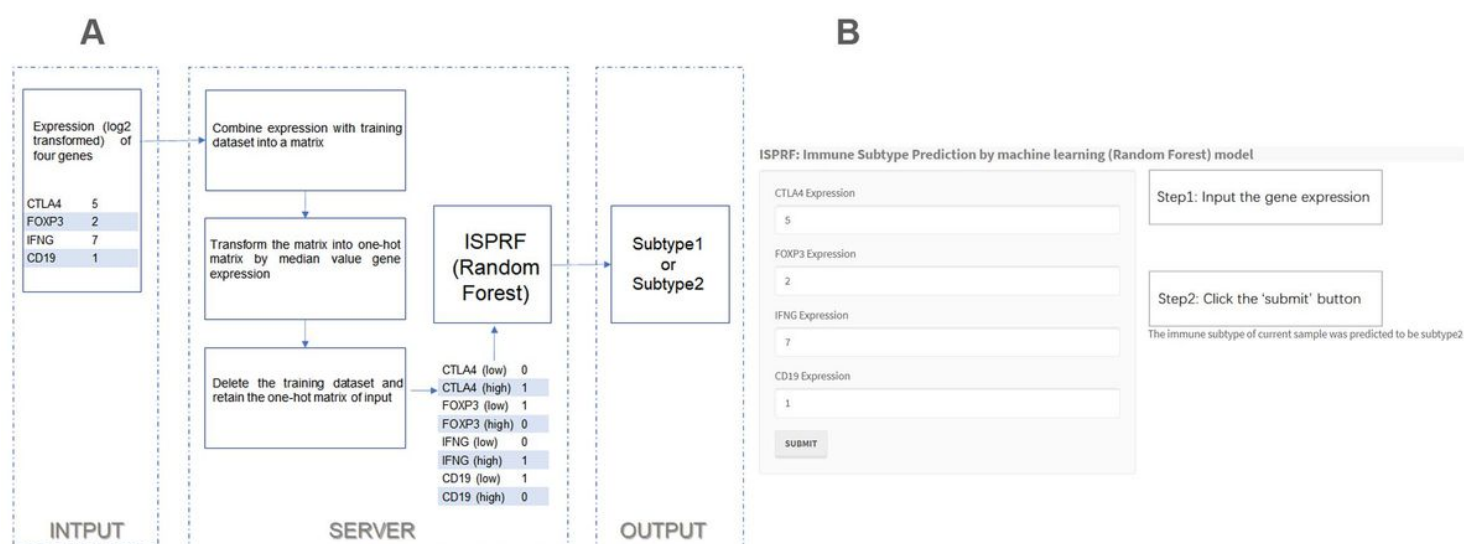 A
B
Expression (log2
transformed) of
four genes
CTLA4 5
FOXP3 2
IFNG 7
CD19 1
INTPUT
Combine expression with training
dataset into a matrix
Transform the matrix into one-hot
matrix by median value gene
expression
Delete the training dataset and
retain the one-hot matrix of input
CTLA4 (low) 0
CTLA4 (high) 1
FOXP3 (low) 1
FOXP3 (high) 0
IFNG (low) 0
IFNG (high) 1
CD19 (low) 1
CD19 (high) 0
ISPRF
(Random
Forest)
SERVER
Subtype1
or
Subtype2
OUTPUT
ISPRF: Immune Subtype Prediction by machine learning (Random Forest) model
CTLA4 Expression
5
FOXP3 Expression
2
IFNG Expression
7
CD19 Expression
1
SUBMIT
Step1: Input the gene expression
Step2: Click the ‘submit’ button
The immune subtype of current sample was predicted to be subtype2